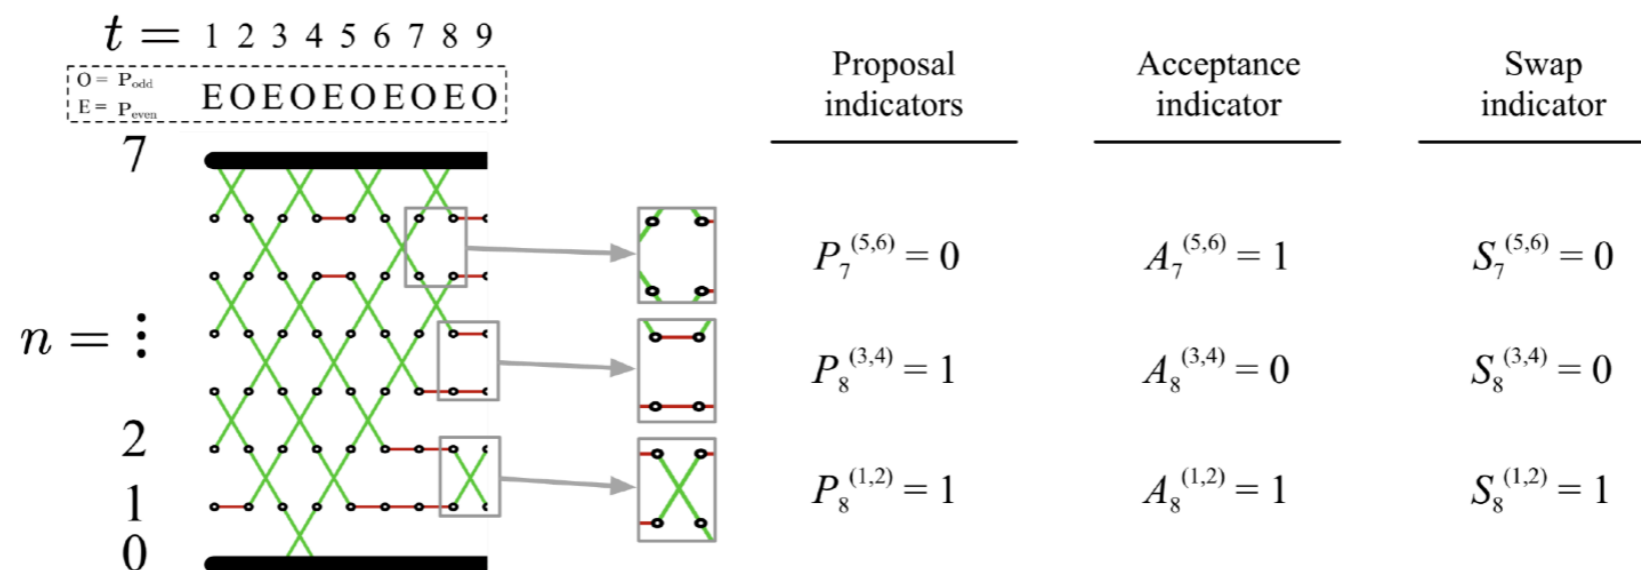 t = 1 2 3 4 5 6 7 8 9
O = P_odd
E = P_even
E O E O E O E O E O
7
n = ⋮
2
1
0
Proposal
indicators
Acceptance
indicator
Swap
indicator
P_7^(5,6) = 0 A_7^(5,6) = 1 S_7^(5,6) = 0
P_8^(3,4) = 1 A_8^(3,4) = 0 S_8^(3,4) = 0
P_8^(1,2) = 1 A_8^(1,2) = 1 S_8^(1,2) = 1